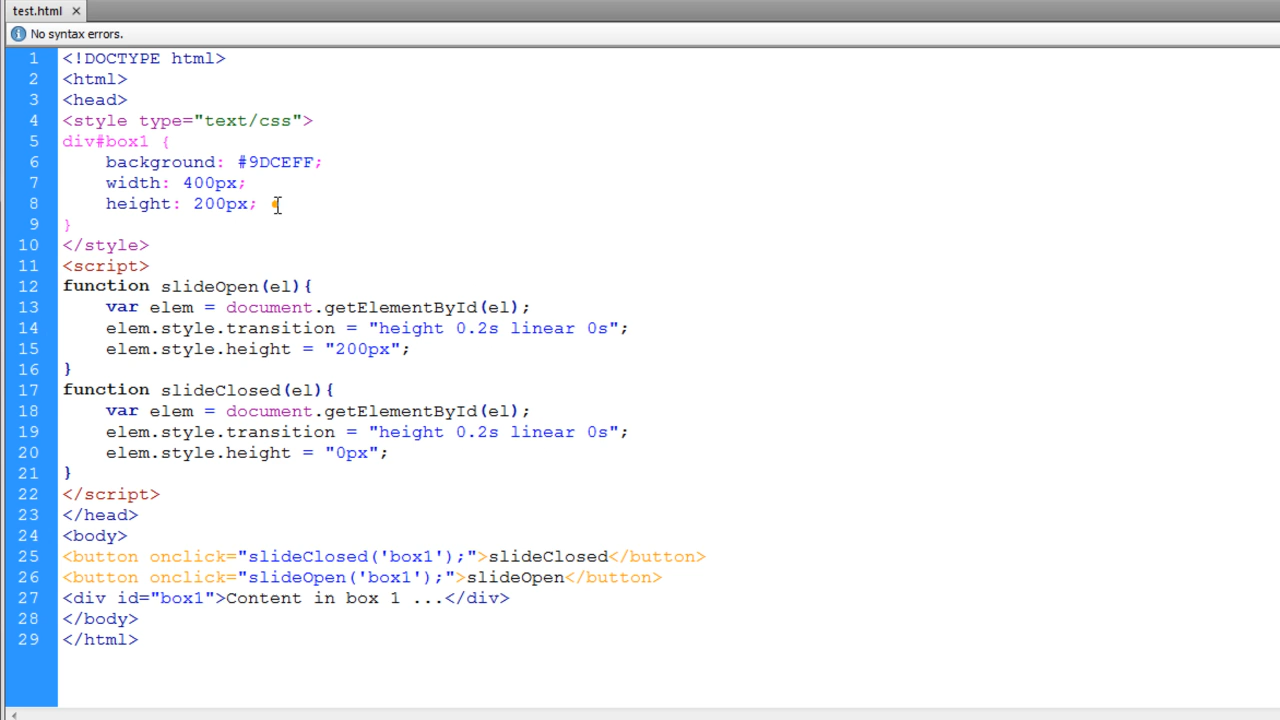 test.html ×
No syntax errors.
1 <!DOCTYPE html>
2 <html>
3 <head>
4 <style type="text/css">
5 div#box1 {
6     background: #9DCEFF;
7     width: 400px;
8     height: 200px;
9 }
10 </style>
11 <script>
12 function slideOpen(el){
13     var elem = document.getElementById(el);
14     elem.style.transition = "height 0.2s linear 0s";
15     elem.style.height = "200px";
16 }
17 function slideClosed(el){
18     var elem = document.getElementById(el);
19     elem.style.transition = "height 0.2s linear 0s";
20     elem.style.height = "0px";
21 }
22 </script>
23 </head>
24 <body>
25 <button onclick="slideClosed('box1');">slideClosed</button>
26 <button onclick="slideOpen('box1');">slideOpen</button>
27 <div id="box1">Content in box 1 ...</div>
28 </body>
29 </html>